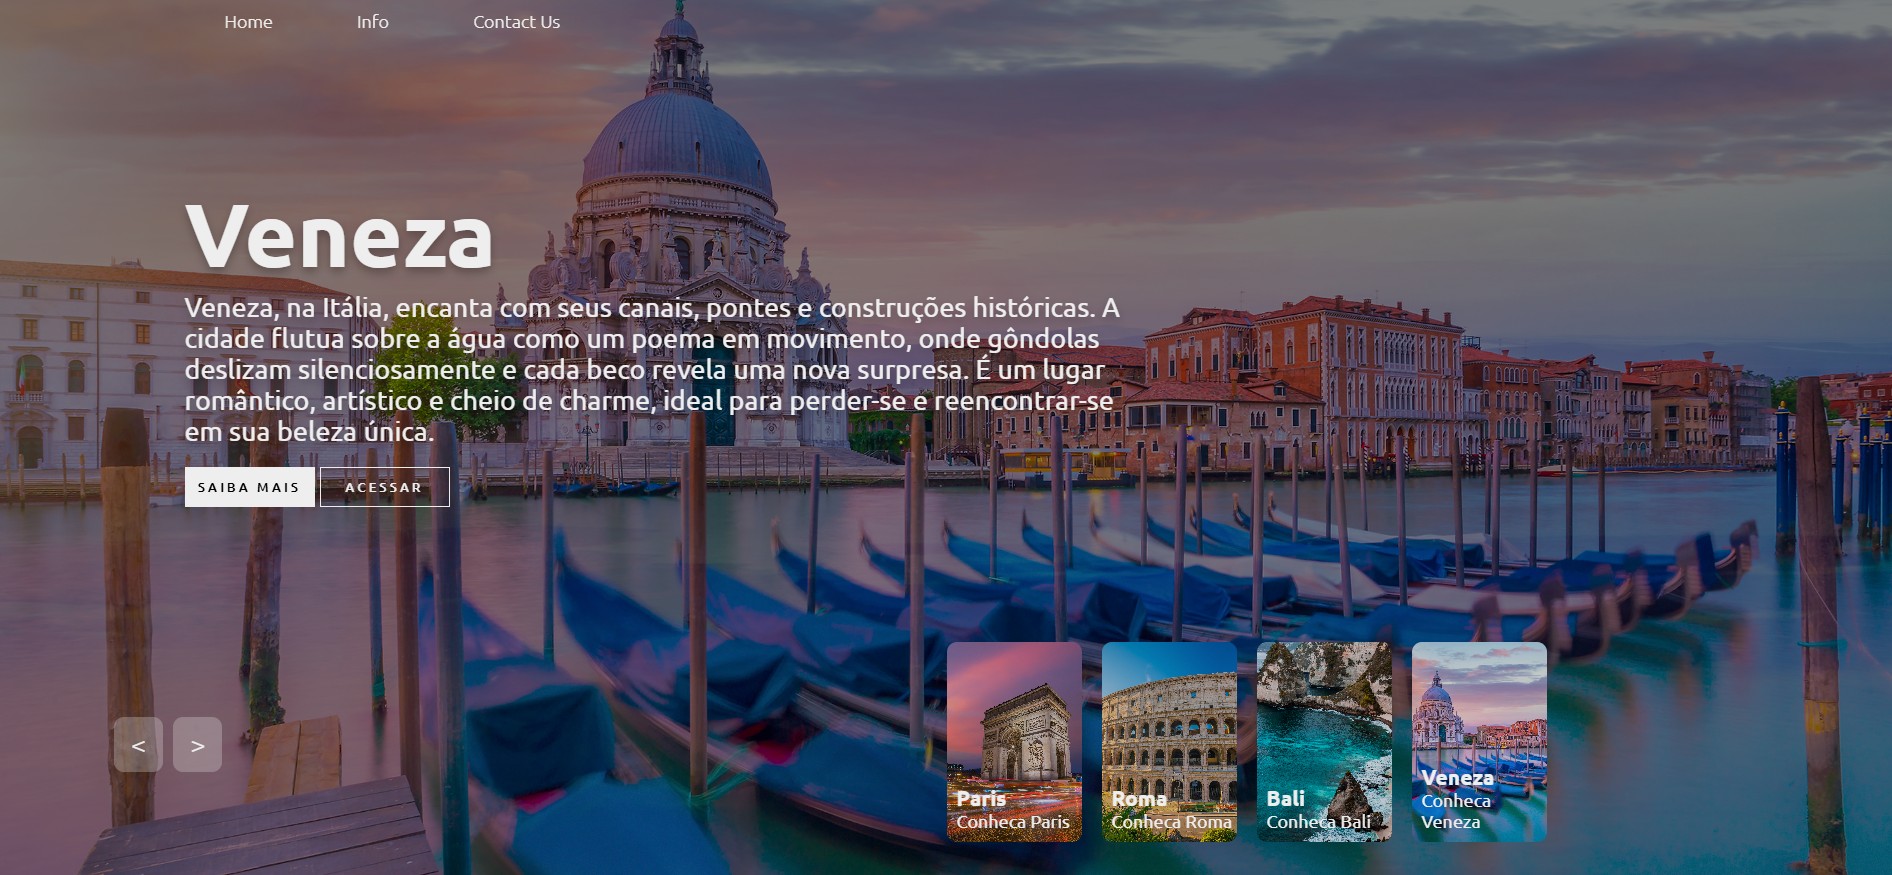 Home Info Contact Us
Veneza
Veneza, na Itália, encanta com seus canais, pontes e construções históricas. A
cidade flutua sobre a água como um poema em movimento, onde gôndolas
deslizam silenciosamente e cada beco revela uma nova surpresa. É um lugar
romântico, artístico e cheio de charme, ideal para perder-se e reencontrar-se
em sua beleza única.
SAIBA MAIS ACESSAR
< >
Paris
Conheca Paris
Roma
Conheca Roma
Bali
Conheca Bali
Veneza
Conheca
Veneza